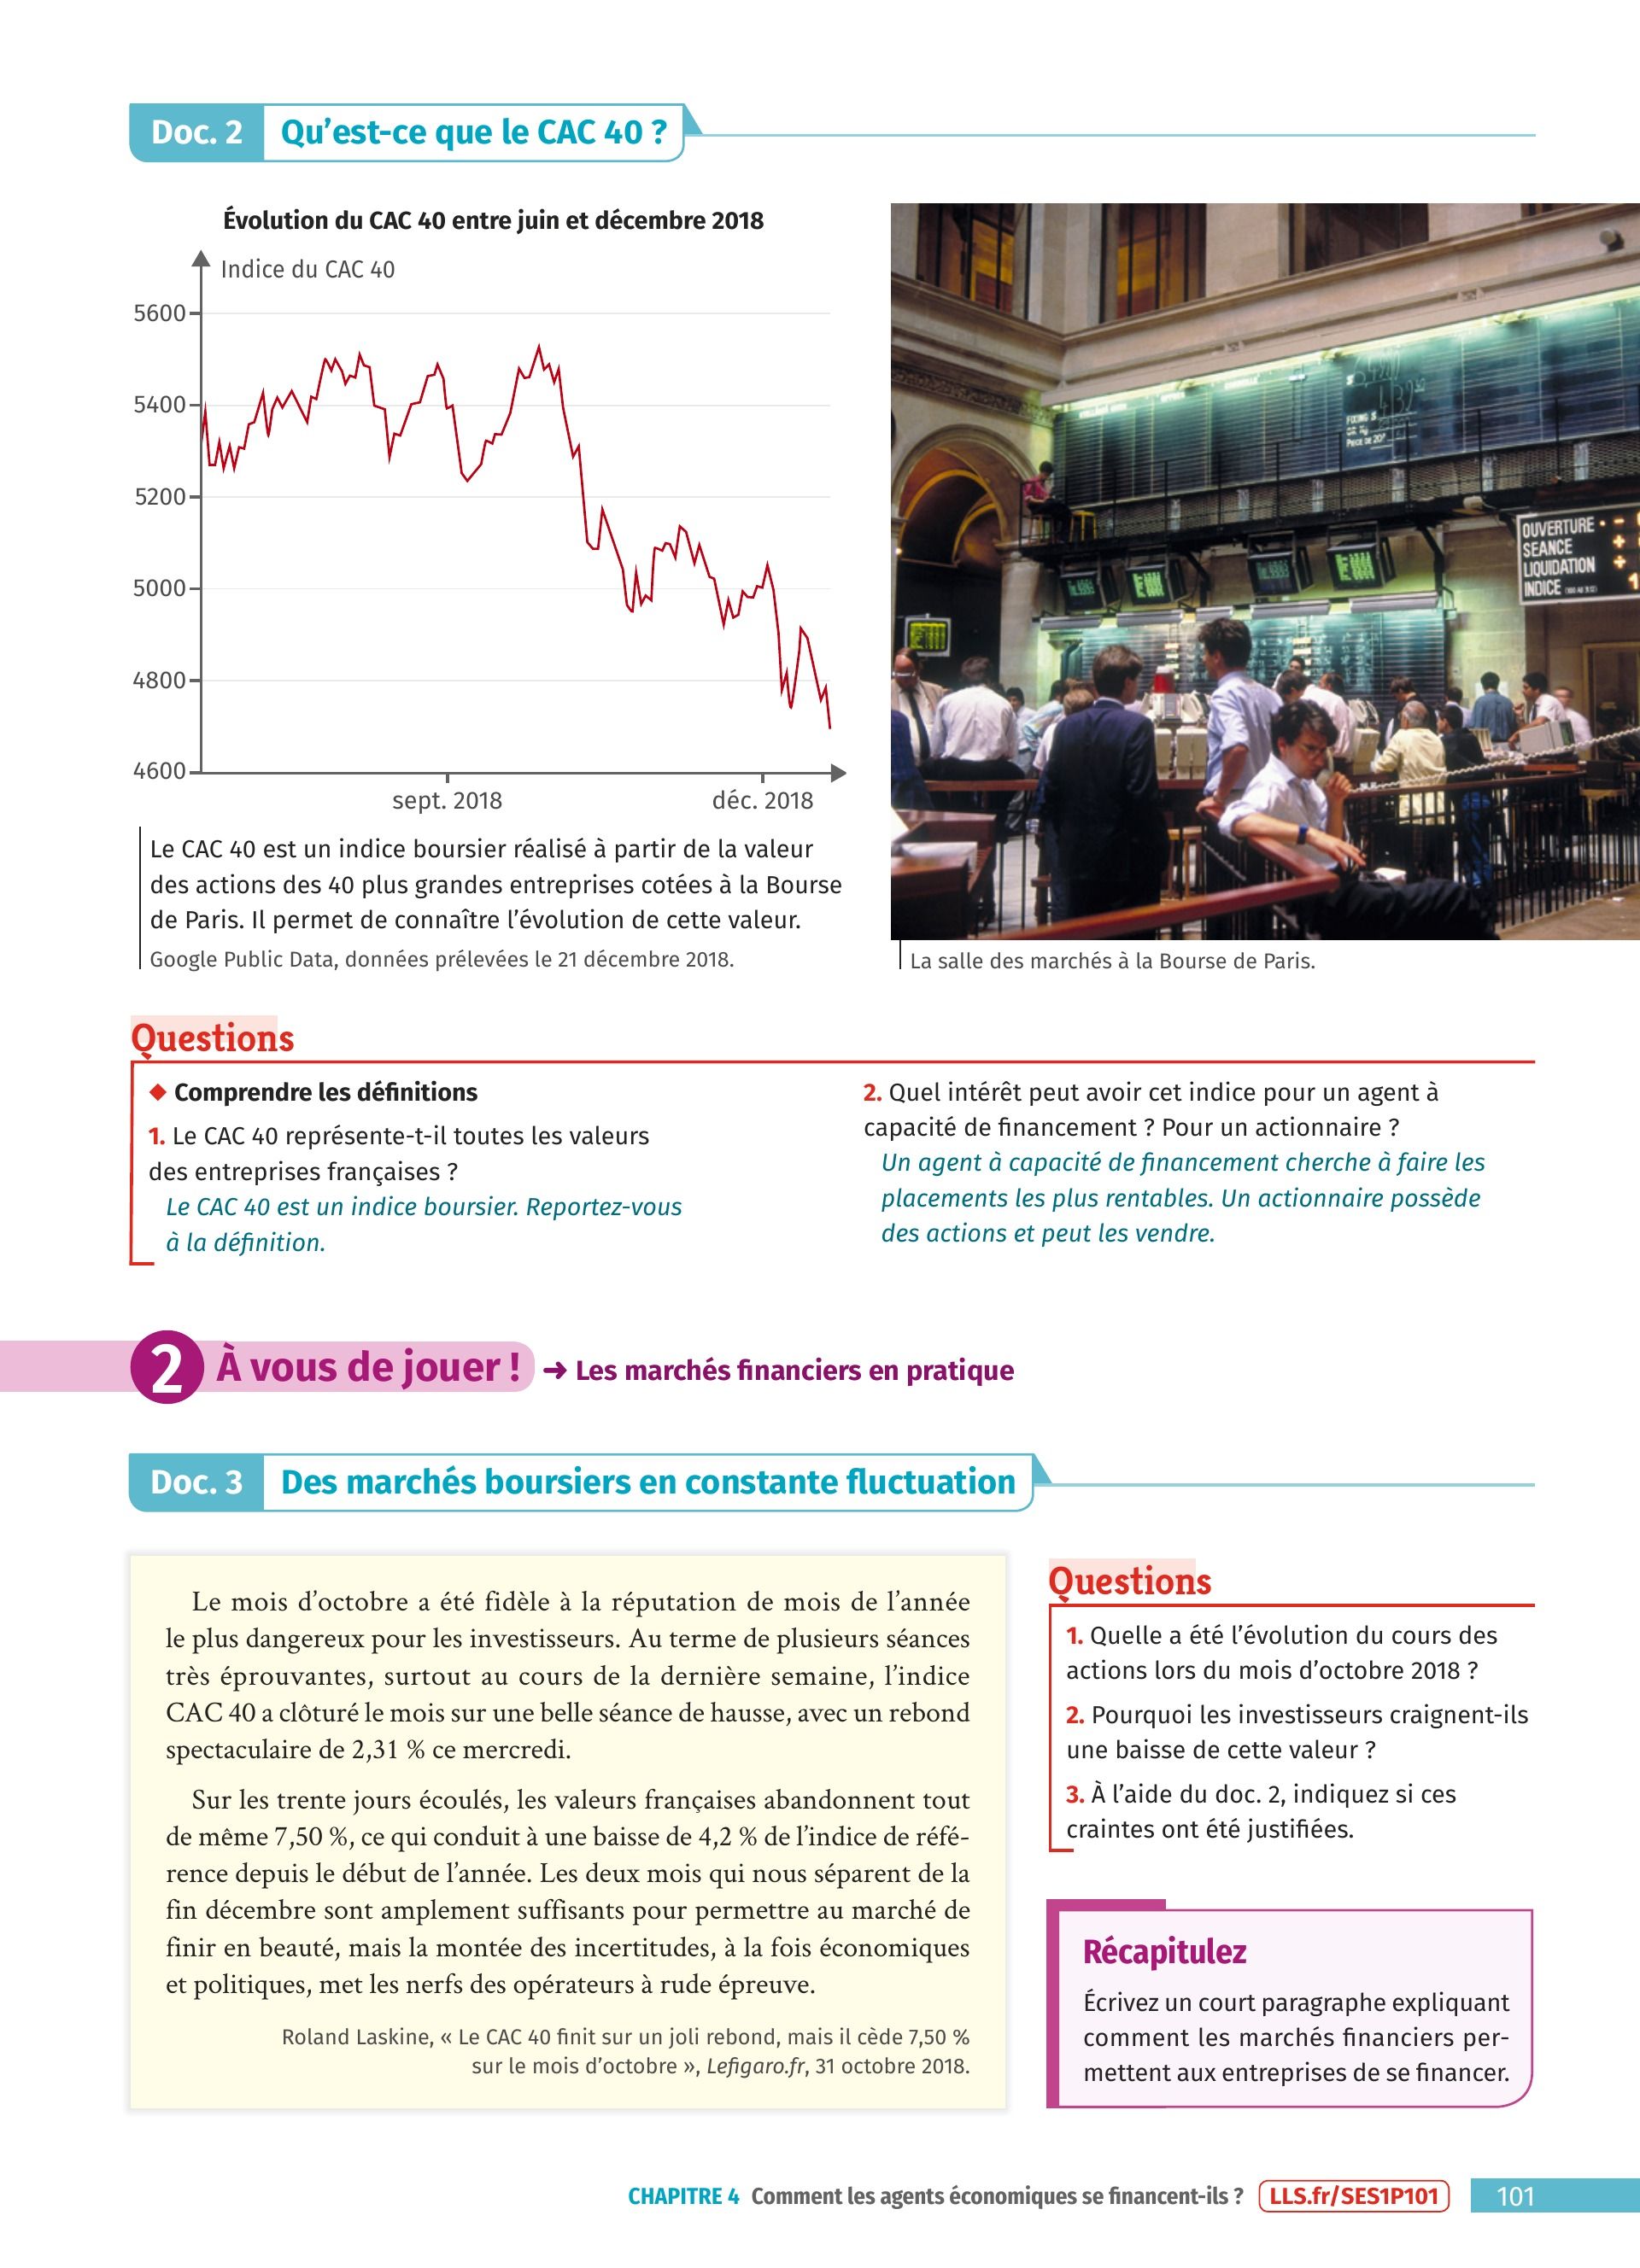 Doc. 2 Qu’est-ce que le CAC 40 ?
Évolution du CAC 40 entre juin et décembre 2018
Indice du CAC 40
5600
5400
5200
5000
4800
4600
sept. 2018
déc. 2018
Le CAC 40 est un indice boursier réalisé à partir de la valeur
des actions des 40 plus grandes entreprises cotées à la Bourse
de Paris. Il permet de connaître l’évolution de cette valeur.
Google Public Data, données prélevées le 21 décembre 2018.
OUVERTURE
SEANCE
LIQUIDATION
INDICE
La salle des marchés à la Bourse de Paris.
Questions
◆ Comprendre les définitions
1. Le CAC 40 représente-t-il toutes les valeurs
des entreprises françaises ?
Le CAC 40 est un indice boursier. Reportez-vous
à la définition.
2. Quel intérêt peut avoir cet indice pour un agent à
capacité de financement ? Pour un actionnaire ?
Un agent à capacité de financement cherche à faire les
placements les plus rentables. Un actionnaire possède
des actions et peut les vendre.
2 À vous de jouer ! ➜ Les marchés financiers en pratique
Doc. 3 Des marchés boursiers en constante fluctuation
Le mois d’octobre a été fidèle à la réputation de mois de l’année
le plus dangereux pour les investisseurs. Au terme de plusieurs séances
très éprouvantes, surtout au cours de la dernière semaine, l’indice
CAC 40 a clôturé le mois sur une belle séance de hausse, avec un rebond
spectaculaire de 2,31 % ce mercredi.
Sur les trente jours écoulés, les valeurs françaises abandonnent tout
de même 7,50 %, ce qui conduit à une baisse de 4,2 % de l’indice de réfé-
rence depuis le début de l’année. Les deux mois qui nous séparent de la
fin décembre sont amplement suffisants pour permettre au marché de
finir en beauté, mais la montée des incertitudes, à la fois économiques
et politiques, met les nerfs des opérateurs à rude épreuve.
Roland Laskine, « Le CAC 40 finit sur un joli rebond, mais il cède 7,50 %
sur le mois d’octobre », Lefigaro.fr, 31 octobre 2018.
Questions
1. Quelle a été l’évolution du cours des
actions lors du mois d’octobre 2018 ?
2. Pourquoi les investisseurs craignent-ils
une baisse de cette valeur ?
3. À l’aide du doc. 2, indiquez si ces
craintes ont été justifiées.
Récapitulez
Écrivez un court paragraphe expliquant
comment les marchés financiers per-
mettent aux entreprises de se financer.
CHAPITRE 4 Comment les agents économiques se financent-ils ? LLS.fr/SES1P101 101